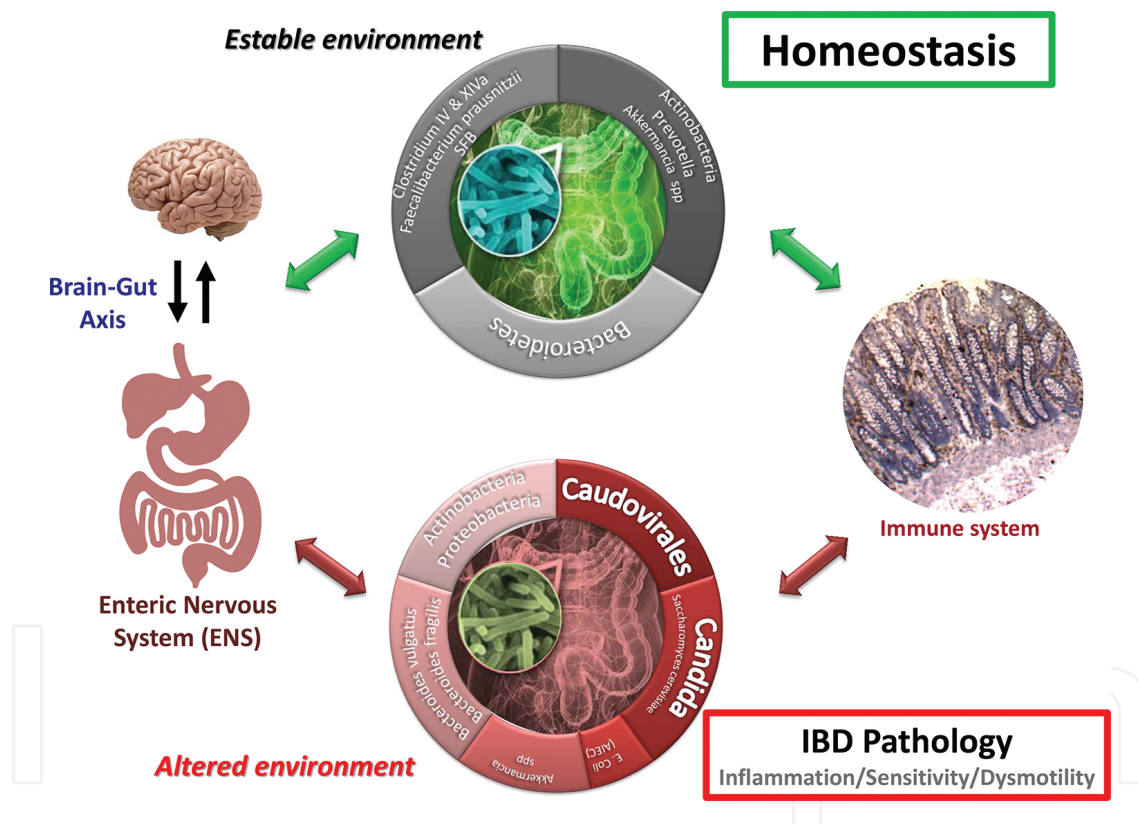 Estable environment
Homeostasis
Clostridium IV & XIVa
Faecalibacterium prausnitzii
SFB
Actinobacteria
Prevotella
Akkermancia spp
Bacteroidetes
Brain-Gut
Axis
Immune system
Enteric Nervous
System (ENS)
Actinobacteria
Proteobacteria
Caudovirales
Candida
Saccharomyces cerevisiae
Bacteroides vulgatus
Bacteroides fragilis
Akkermancia
spp
E. Coli
(AIEC)
Altered environment
IBD Pathology
Inflammation/Sensitivity/Dysmotility